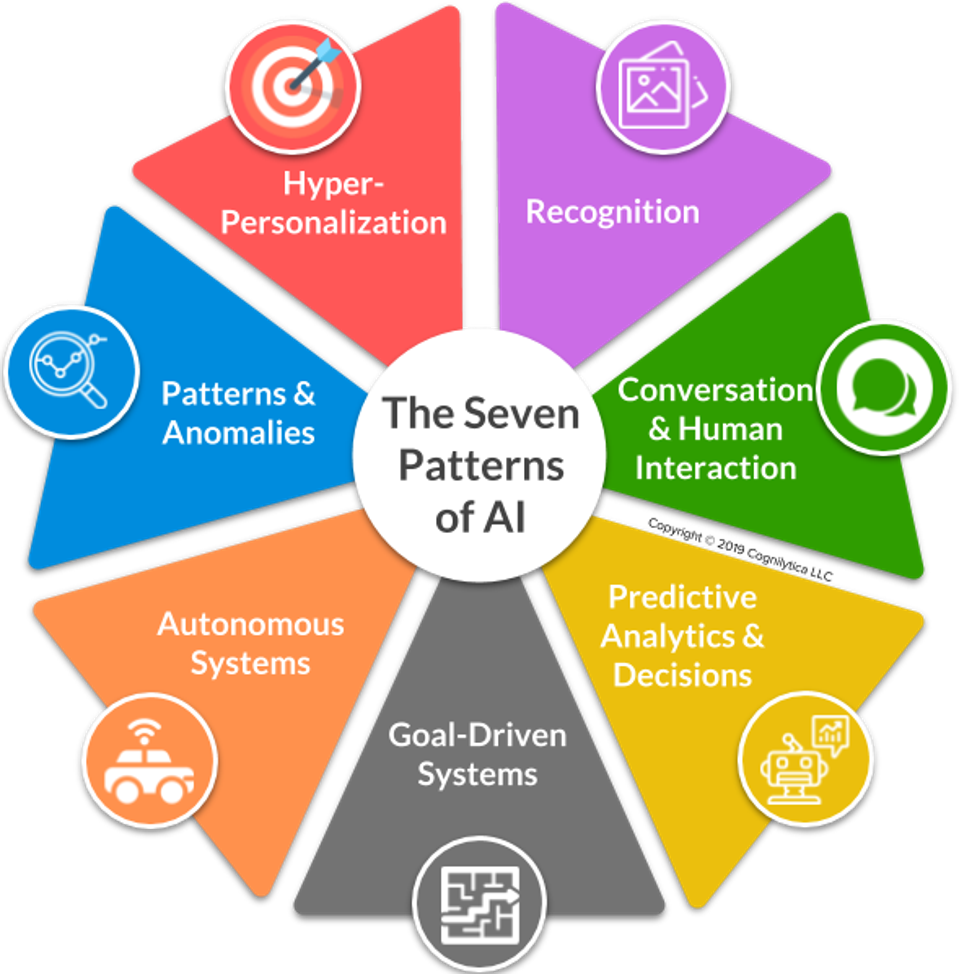 Hyper-
Personalization
Recognition
Patterns &
Anomalies
The Seven
Patterns
of AI
Conversation
& Human
Interaction
Copyright © 2019 Cognilytica LLC
Autonomous
Systems
Goal-Driven
Systems
Predictive
Analytics &
Decisions